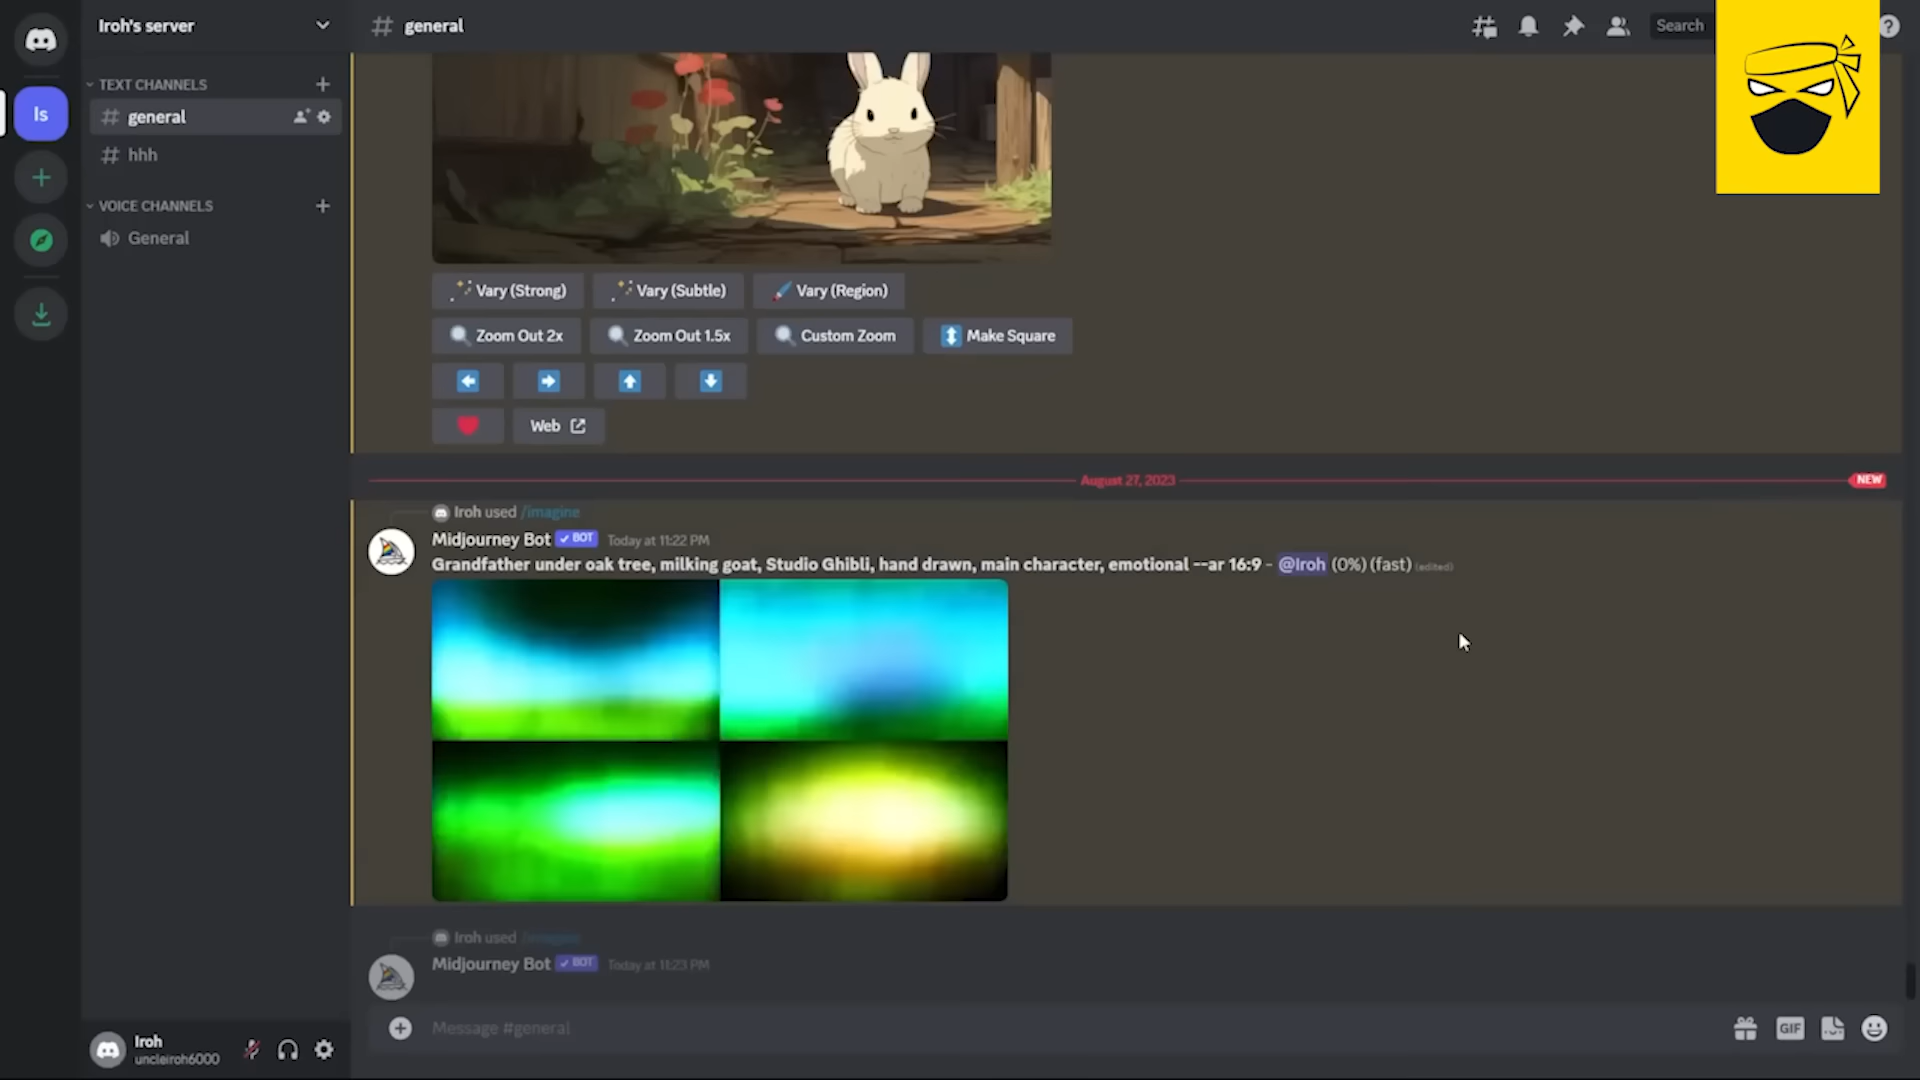 Iroh's server
general
Search
TEXT CHANNELS
Is
general
hhh
VOICE CHANNELS
General
Vary (Strong)
Vary (Subtle)
Vary (Region)
Zoom Out 2x
Zoom Out 1.5x
Custom Zoom
Make Square
Web
August 27, 2023
NEW
Iroh used /imagine
Midjourney Bot BOT Today at 11:22 PM
Grandfather under oak tree, milking goat, Studio Ghibli, hand drawn, main character, emotional --ar 16:9 - @Iroh (0%) (fast) (edited)
Iroh used /imagine
Midjourney Bot BOT Today at 11:23 PM
Message #general
GIF
Iroh
uncleiroh6000